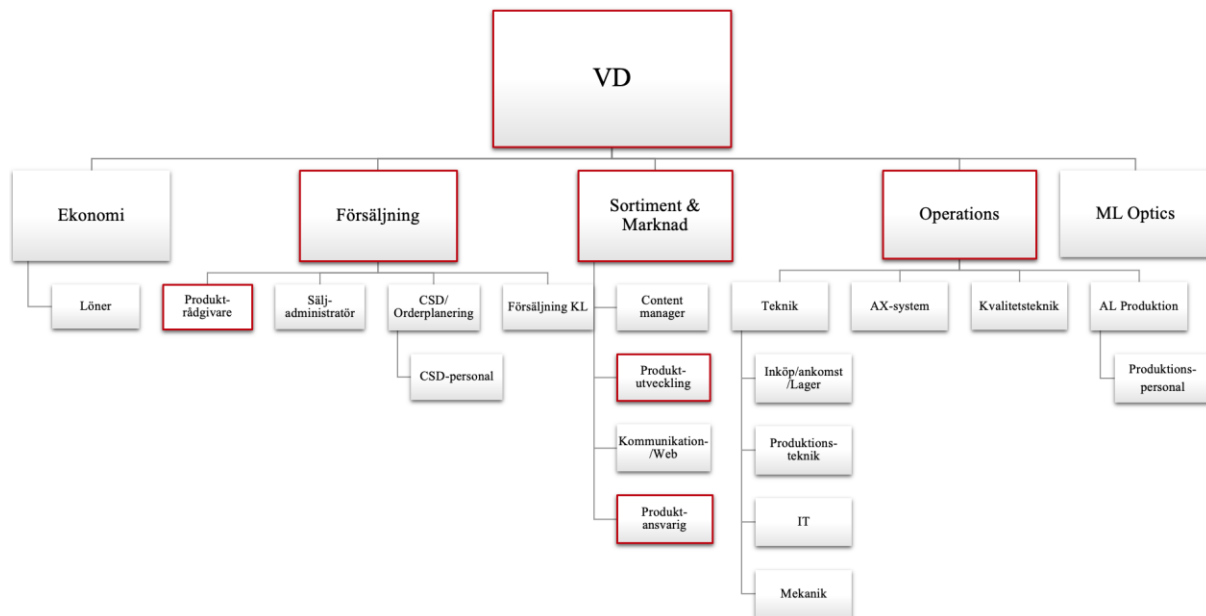 VD
Ekonomi
Försäljning
Sortiment &
Marknad
Operations
ML Optics
Löner
Produkt-
rådgivare
Sälj-
administratör
CSD/
Orderplanering
Försäljning KL
Content
manager
Teknik
AX-system
Kvalitetsteknik
AL Produktion
CSD-personal
Produkt-
utveckling
Inköp/ankomst
/Lager
Produktions-
personal
Kommunikation-
/Web
Produktions-
teknik
Produkt-
ansvarig
IT
Mekanik